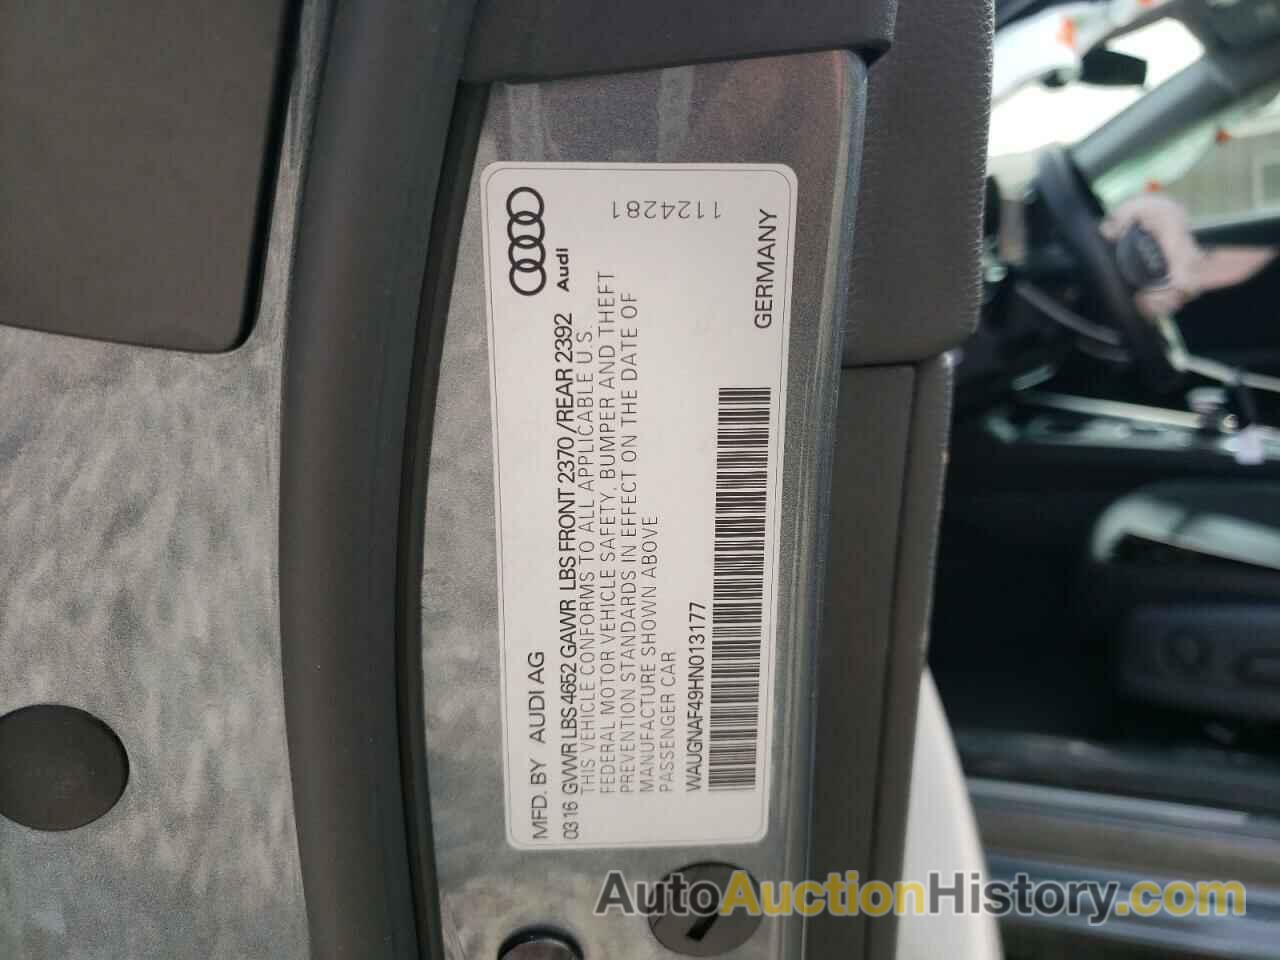 MFD. BY AUDI AG
Audi
03 16 GVWR LBS 4652 GAWR LBS FRONT 2370 /REAR 2392
THIS VEHICLE CONFORMS TO ALL APPLICABLE U.S.
FEDERAL MOTOR VEHICLE SAFETY, BUMPER AND THEFT
PREVENTION STANDARDS IN EFFECT ON THE DATE OF
MANUFACTURE SHOWN ABOVE
PASSENGER CAR
1124281
WAUGNAF49HN013177
GERMANY
AutoAuctionHistory.com